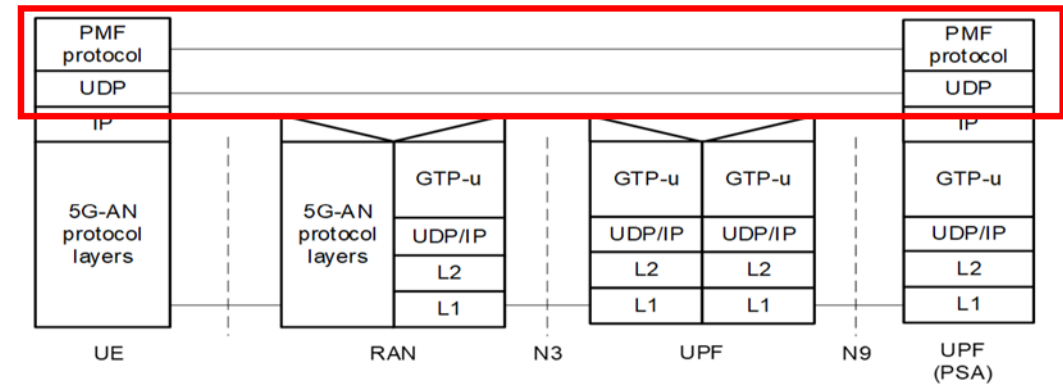 PMF
protocol
UDP
IP
5G-AN
protocol
layers
UE
5G-AN
protocol
layers
GTP-u
UDP/IP
L2
L1
RAN
N3
GTP-u
UDP/IP
L2
L1
GTP-u
UDP/IP
L2
L1
UPF
N9
PMF
protocol
UDP
IP
GTP-u
UDP/IP
L2
L1
UPF
(PSA)